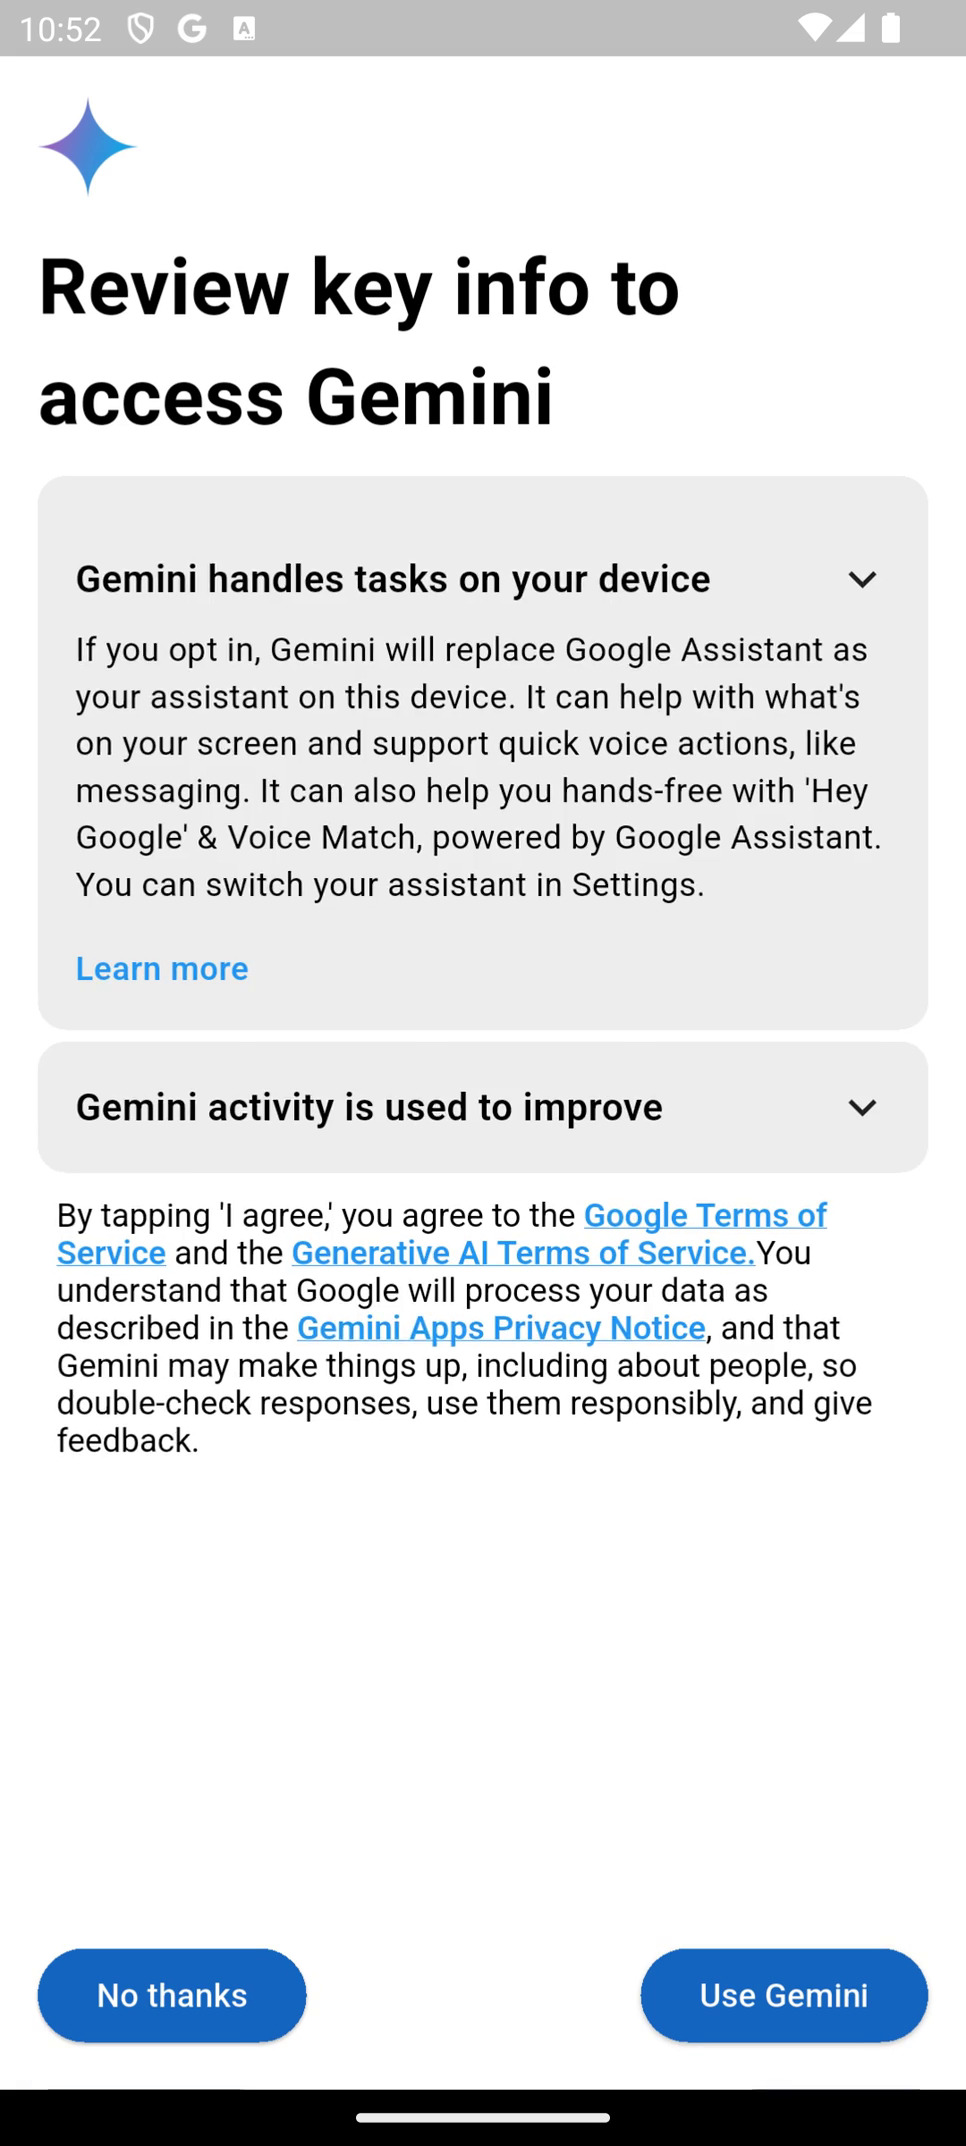 10:52
Review key info to
access Gemini
Gemini handles tasks on your device
If you opt in, Gemini will replace Google Assistant as
your assistant on this device. It can help with what's
on your screen and support quick voice actions, like
messaging. It can also help you hands-free with 'Hey
Google' & Voice Match, powered by Google Assistant.
You can switch your assistant in Settings.
Learn more
Gemini activity is used to improve
By tapping 'I agree,' you agree to the Google Terms of
Service and the Generative AI Terms of Service.You
understand that Google will process your data as
described in the Gemini Apps Privacy Notice, and that
Gemini may make things up, including about people, so
double-check responses, use them responsibly, and give
feedback.
No thanks
Use Gemini